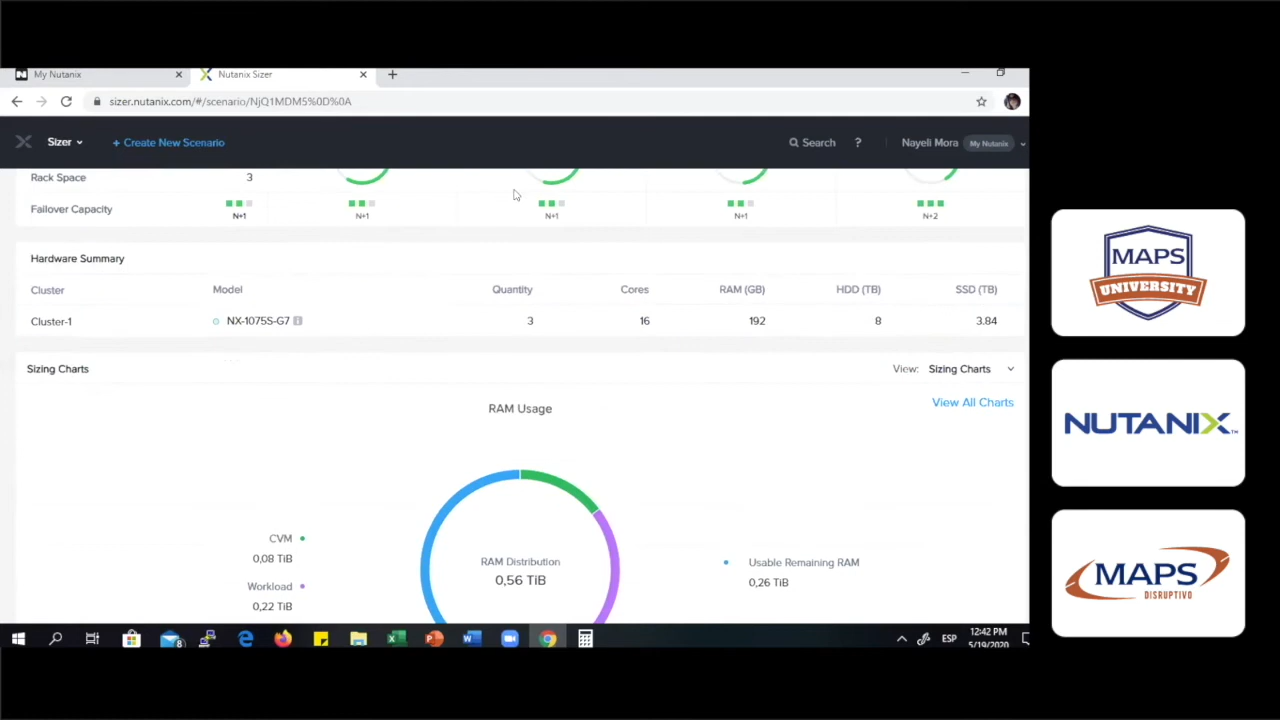 My Nutanix
Nutanix Sizer
sizer.nutanix.com/#/scenario/NjQ1MDM5%0D%0A
Sizer
+ Create New Scenario
Search
?
Nayeli Mora
My Nutanix
Rack Space
3
Failover Capacity
N+1
N+1
N+1
N+1
N+2
Hardware Summary
Cluster Model Quantity Cores RAM (GB) HDD (TB) SSD (TB)
Cluster-1 NX-1075S-G7 3 16 192 8 3.84
Sizing Charts
View: Sizing Charts
View All Charts
RAM Usage
CVM
0,08 TiB
Workload
0,22 TiB
RAM Distribution
0,56 TiB
Usable Remaining RAM
0,26 TiB
ESP
12:42 PM
5/19/2020
MAPS
UNIVERSITY
NUTANIX™
MAPS
DISRUPTIVO